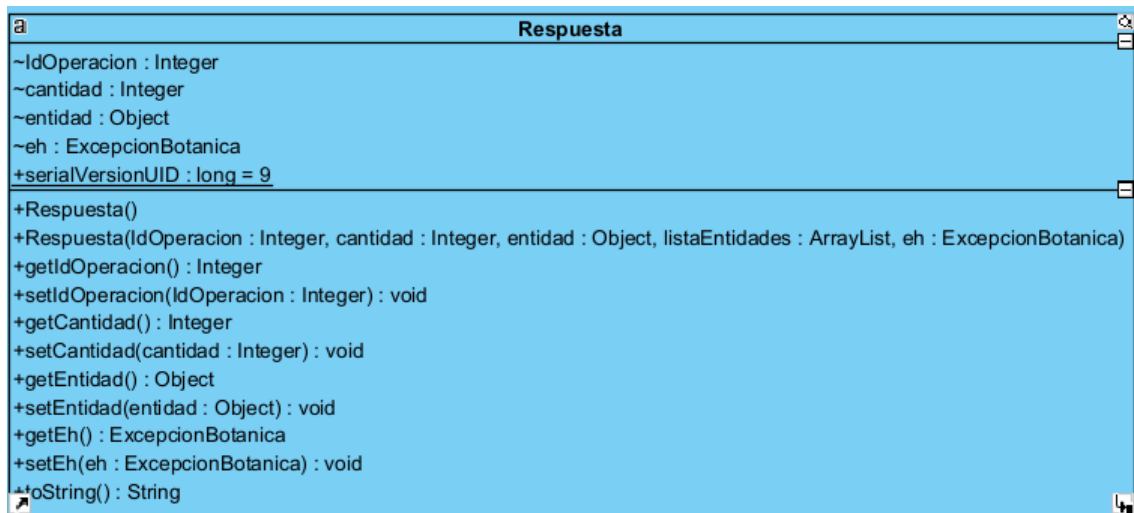 a
Respuesta
~IdOperacion : Integer
~cantidad : Integer
~entidad : Object
~eh : ExcepcionBotanica
+serialVersionUID : long = 9
+Respuesta()
+Respuesta(IdOperacion : Integer, cantidad : Integer, entidad : Object, listaEntidades : ArrayList, eh : ExcepcionBotanica)
+getIdOperacion() : Integer
+setIdOperacion(IdOperacion : Integer) : void
+getCantidad() : Integer
+setCantidad(cantidad : Integer) : void
+getEntidad() : Object
+setEntidad(entidad : Object) : void
+getEh() : ExcepcionBotanica
+setEh(eh : ExcepcionBotanica) : void
+toString() : String